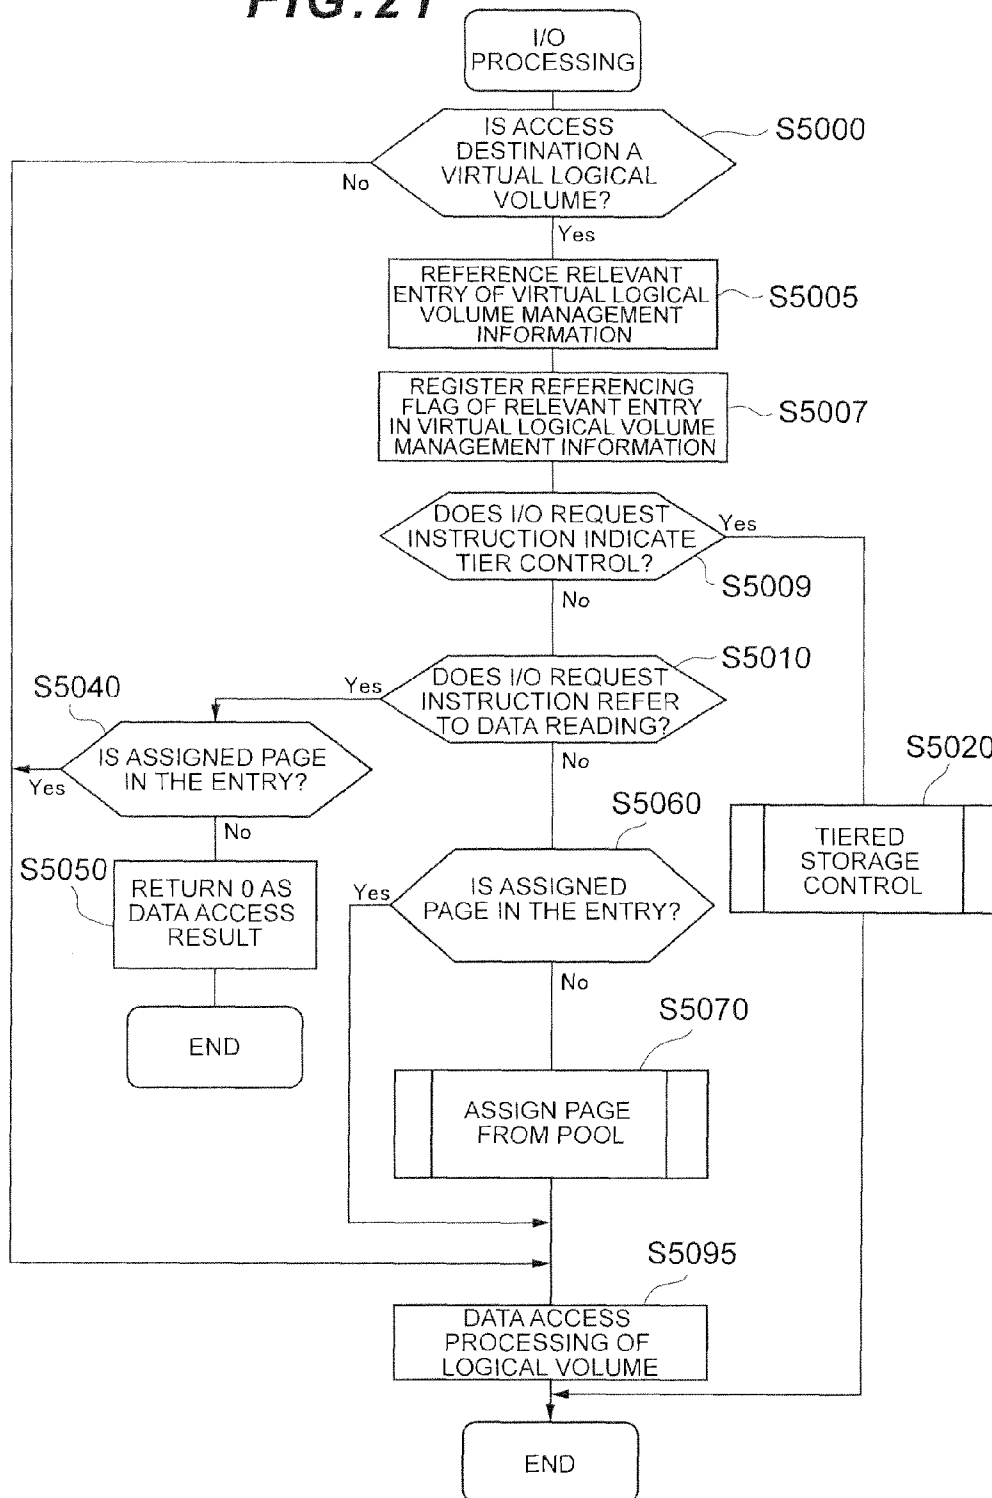 FIG. 21
I/O
PROCESSING
IS ACCESS
DESTINATION A
VIRTUAL LOGICAL
VOLUME?
S5000
No
Yes
REFERENCE RELEVANT
ENTRY OF VIRTUAL LOGICAL
VOLUME MANAGEMENT
INFORMATION
S5005
REGISTER REFERENCING
FLAG OF RELEVANT ENTRY
IN VIRTUAL LOGICAL VOLUME
MANAGEMENT INFORMATION
S5007
DOES I/O REQUEST
INSTRUCTION INDICATE
TIER CONTROL?
Yes
S5009
No
DOES I/O REQUEST
INSTRUCTION REFER
TO DATA READING?
S5010
Yes
No
S5040
IS ASSIGNED PAGE
IN THE ENTRY?
Yes
No
S5050
RETURN 0 AS
DATA ACCESS
RESULT
END
S5060
IS ASSIGNED
PAGE IN THE ENTRY?
Yes
No
S5020
TIERED
STORAGE
CONTROL
S5070
ASSIGN PAGE
FROM POOL
S5095
DATA ACCESS
PROCESSING OF
LOGICAL VOLUME
END